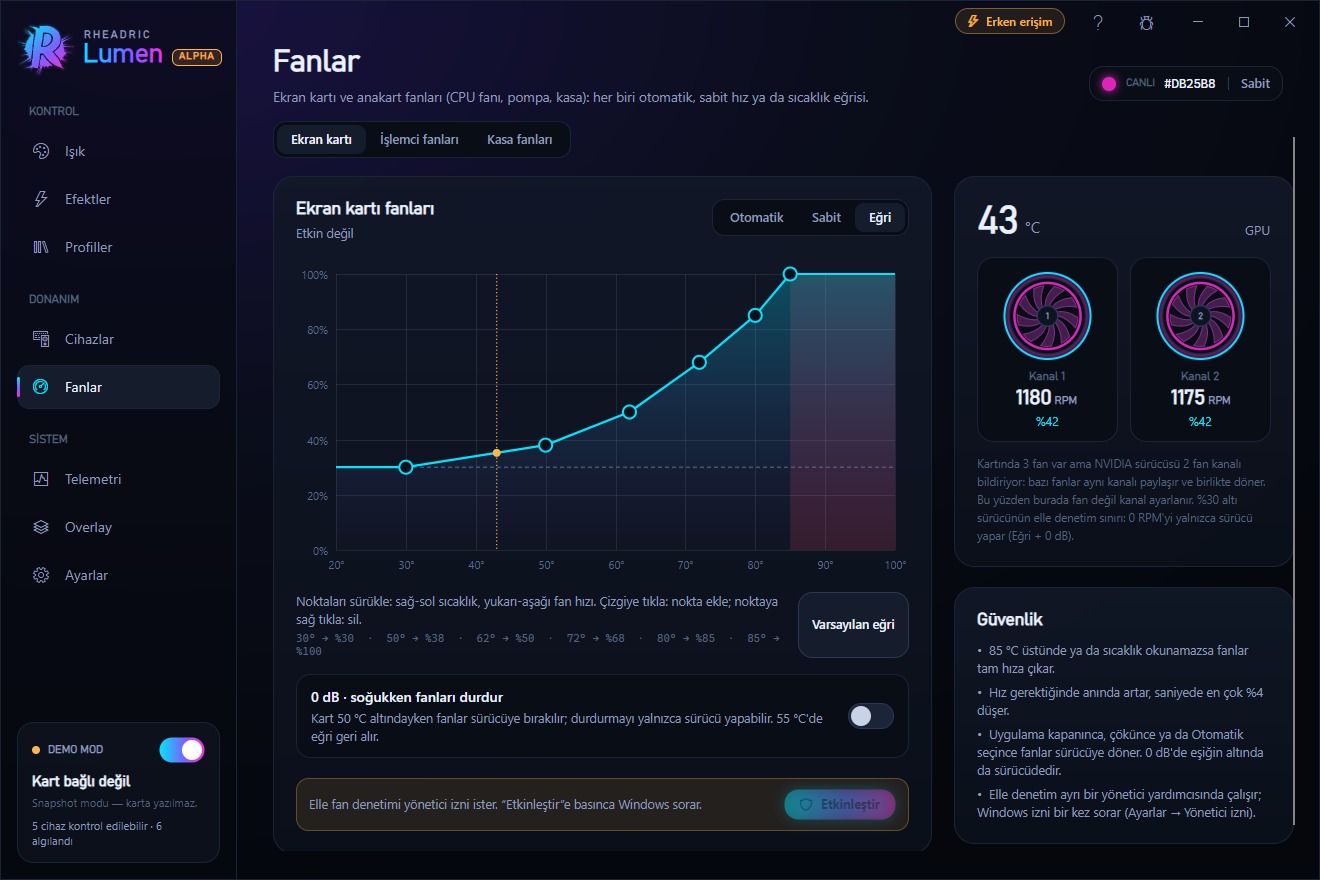 RHEADRIC
Lumen ALPHA
KONTROL
Işık
Efektler
Profiller
DONANIM
Cihazlar
Fanlar
SİSTEM
Telemetri
Overlay
Ayarlar
DEMO MOD
Kart bağlı değil
Snapshot modu — karta yazılmaz.
5 cihaz kontrol edilebilir · 6
algılandı
Erken erişim
?
Fanlar
Ekran kartı ve anakart fanları (CPU fanı, pompa, kasa): her biri otomatik, sabit hız ya da sıcaklık eğrisi.
CANLI #DB25B8 Sabit
Ekran kartı İşlemci fanları Kasa fanları
Ekran kartı fanları
Etkin değil
Otomatik Sabit Eğri
100%
80%
60%
40%
20%
0%
20° 30° 40° 50° 60° 70° 80° 90° 100°
Noktaları sürükle: sağ-sol sıcaklık, yukarı-aşağı fan hızı. Çizgiye tıkla: nokta ekle; noktaya
sağ tıkla: sil.
30° → %30 · 50° → %38 · 62° → %50 · 72° → %68 · 80° → %85 · 85° →
%100
Varsayılan eğri
0 dB · soğukken fanları durdur
Kart 50 °C altındayken fanlar sürücüye bırakılır; durdurmayı yalnızca sürücü yapabilir. 55 °C'de
eğri geri alır.
Elle fan denetimi yönetici izni ister. “Etkinleştir”e basınca Windows sorar.
Etkinleştir
43 °C
GPU
1
2
Kanal 1
1180 RPM
%42
Kanal 2
1175 RPM
%42
Kartında 3 fan var ama NVIDIA sürücüsü 2 fan kanalı
bildiriyor: bazı fanlar aynı kanalı paylaşır ve birlikte döner.
Bu yüzden burada fan değil kanal ayarlanır. %30 altı
sürücünün elle denetim sınırı: 0 RPM'yi yalnızca sürücü
yapar (Eğri + 0 dB).
Güvenlik
• 85 °C üstünde ya da sıcaklık okunamazsa fanlar
tam hıza çıkar.
• Hız gerektiğinde anında artar, saniyede en çok %4
düşer.
• Uygulama kapanınca, çökünce ya da Otomatik
seçince fanlar sürücüye döner. 0 dB'de eşiğin altında
da sürücüdedir.
• Elle denetim ayrı bir yönetici yardımcısında çalışır;
Windows izni bir kez sorar (Ayarlar → Yönetici izni).